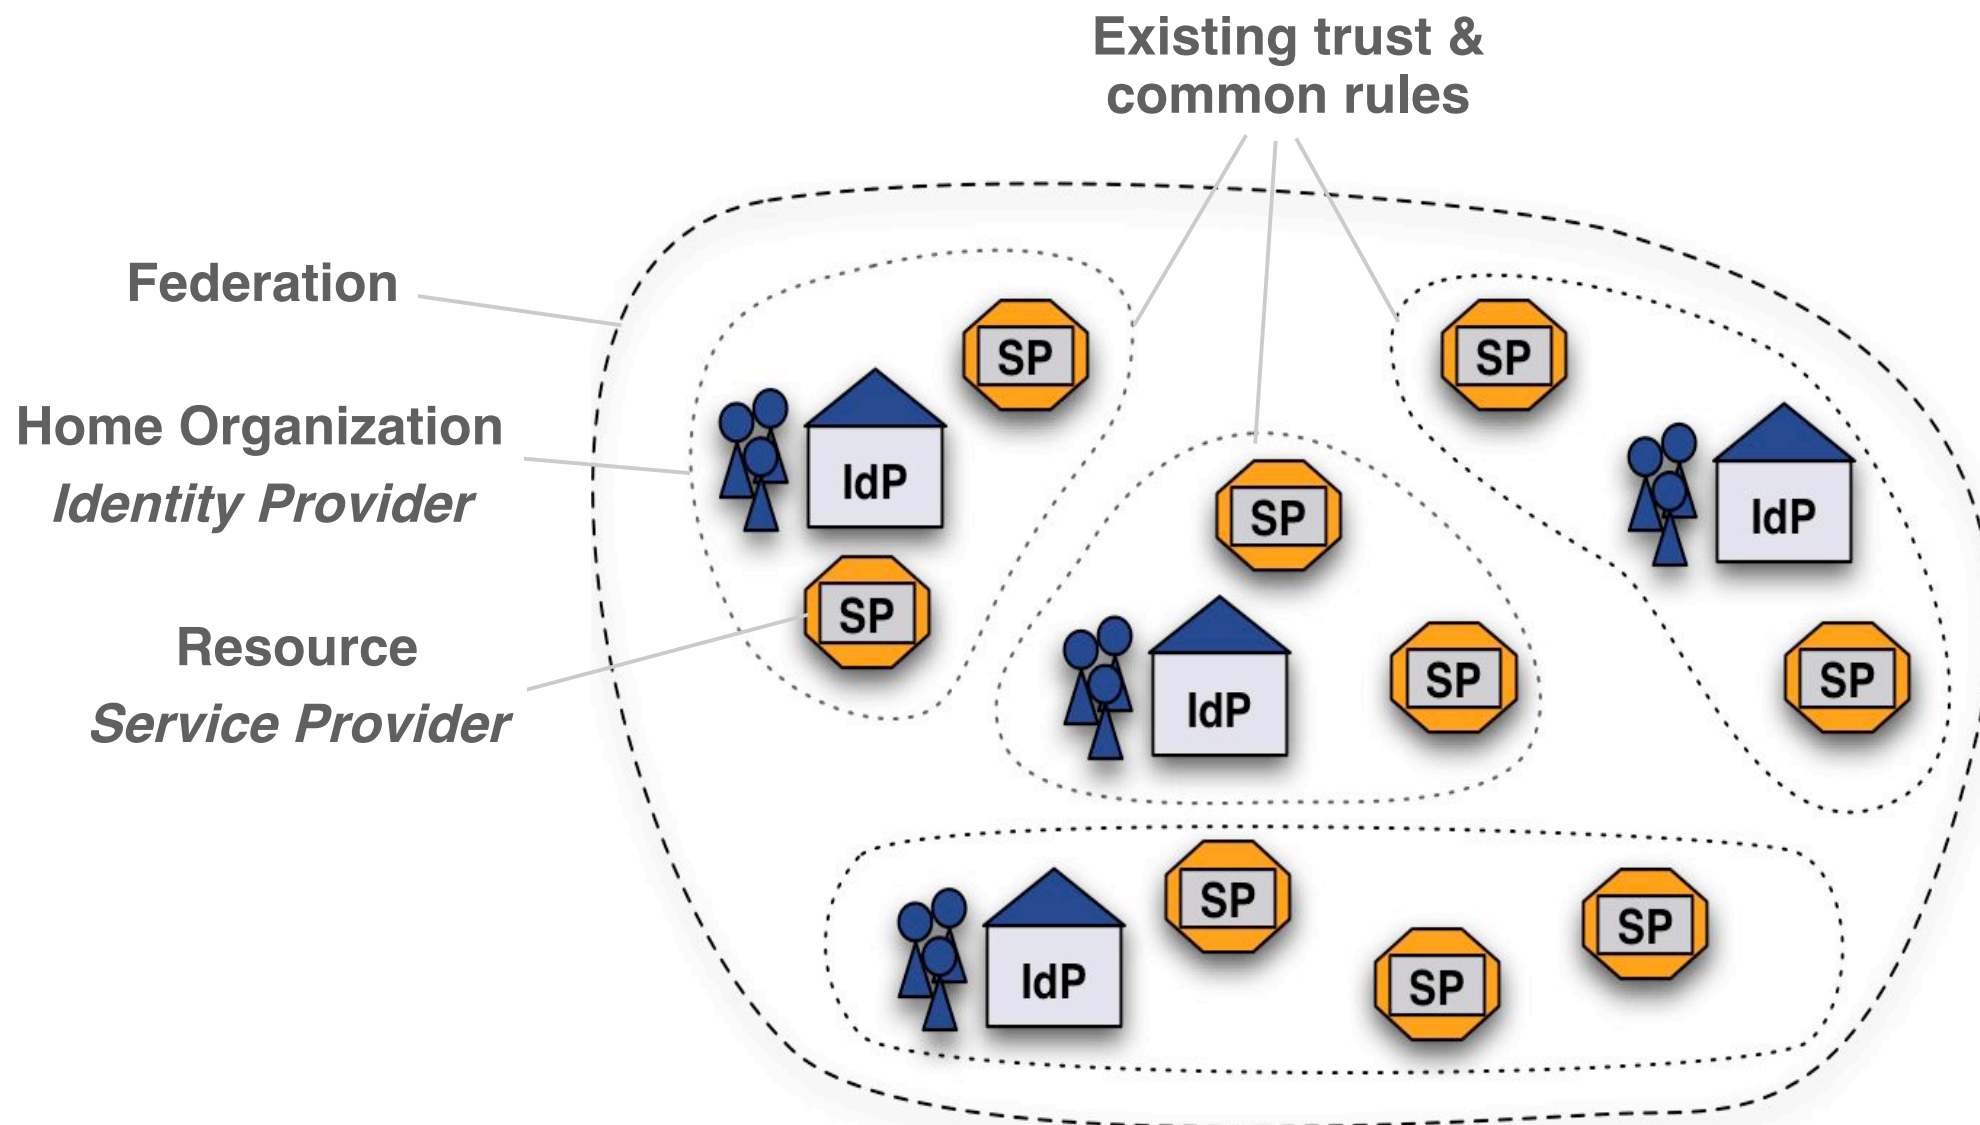 Existing trust &
common rules
Federation
Home Organization
Identity Provider
Resource
Service Provider
SP
SP
IdP
SP
IdP
SP
SP
IdP
SP
SP
SP
SP
IdP
SP